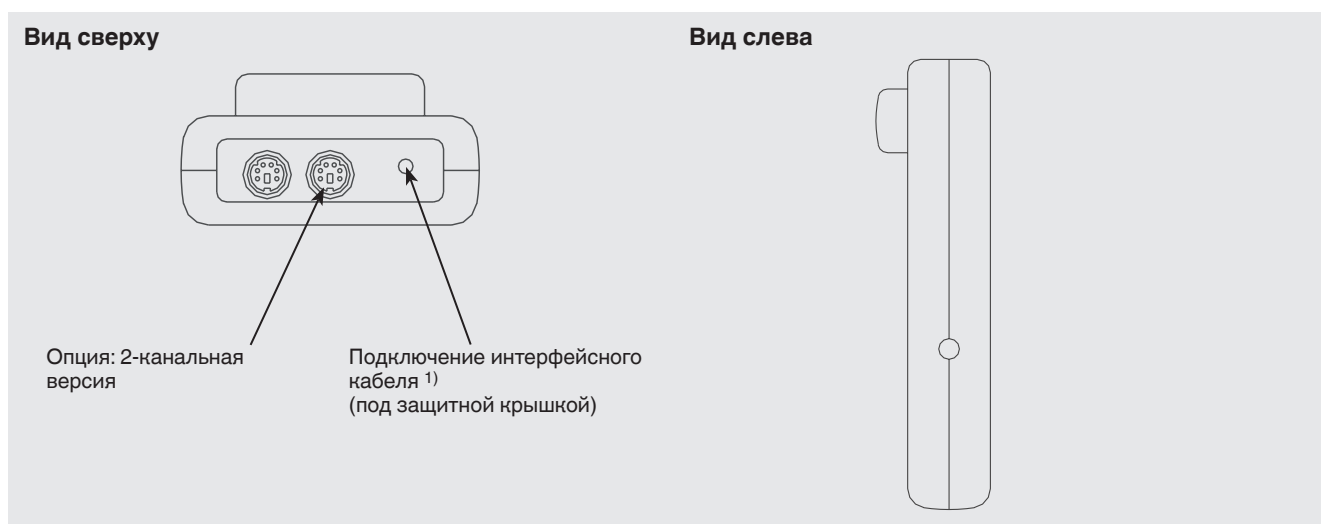 Вид сверху
Вид слева
Опция: 2-канальная
версия
Подключение интерфейсного
кабеля 1)
(под защитной крышкой)